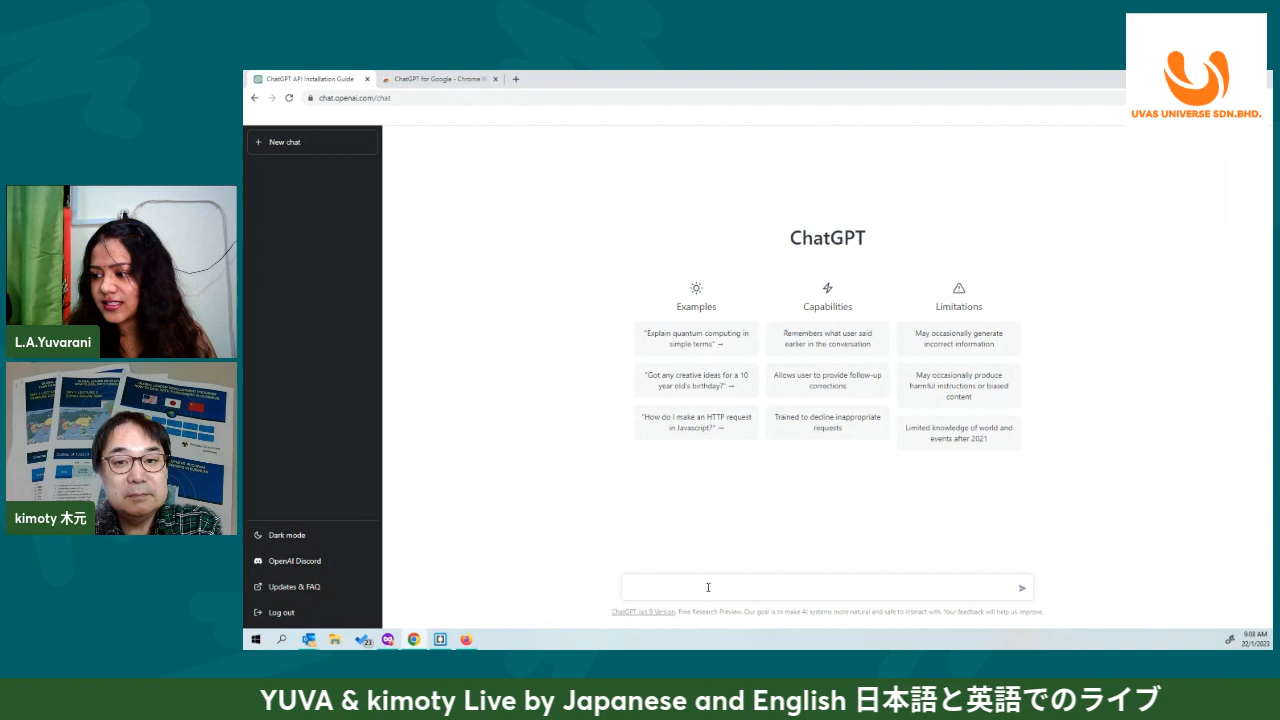 UVAS UNIVERSE SDN.BHD.
ChatGPT API Installation Guide
ChatGPT for Google - Chrome W
chat.openai.com/chat
New chat
ChatGPT
Examples
Capabilities
Limitations
"Explain quantum computing in
simple terms" →
Remembers what user said
earlier in the conversation
May occasionally generate
incorrect information
"Got any creative ideas for a 10
year old's birthday?" →
Allows user to provide follow-up
corrections
May occasionally produce
harmful instructions or biased
content
"How do I make an HTTP request
in Javascript?" →
Trained to decline inappropriate
requests
Limited knowledge of world and
events after 2021
L.A.Yuvarani
kimoty 木元
Dark mode
OpenAI Discord
Updates & FAQ
Log out
ChatGPT Jan 9 Version. Free Research Preview. Our goal is to make AI systems more natural and safe to interact with. Your feedback will help us improve.
23
9:03 AM
22/1/2023
YUVA & kimoty Live by Japanese and English 日本語と英語でのライブ